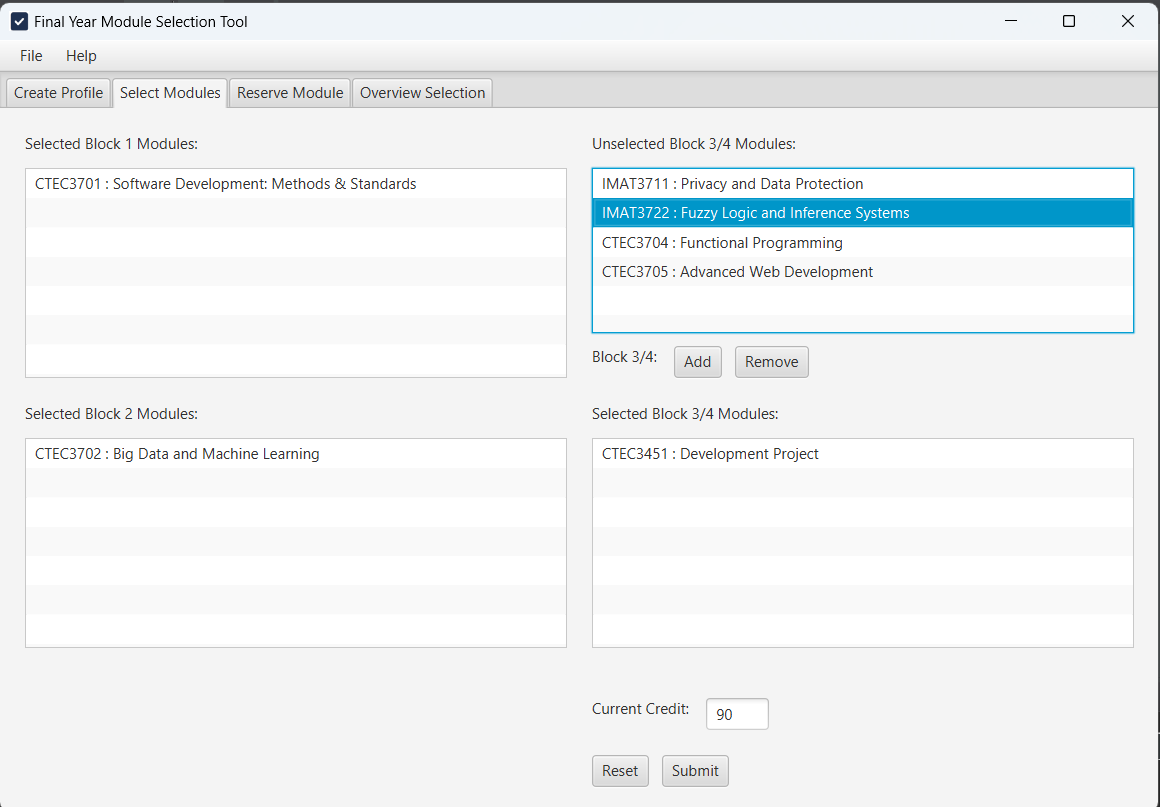 Final Year Module Selection Tool
File Help
Create Profile Select Modules Reserve Module Overview Selection
Selected Block 1 Modules:
CTEC3701 : Software Development: Methods & Standards
Selected Block 2 Modules:
CTEC3702 : Big Data and Machine Learning
Unselected Block 3/4 Modules:
IMAT3711 : Privacy and Data Protection
IMAT3722 : Fuzzy Logic and Inference Systems
CTEC3704 : Functional Programming
CTEC3705 : Advanced Web Development
Block 3/4: Add Remove
Selected Block 3/4 Modules:
CTEC3451 : Development Project
Current Credit: 90
Reset Submit